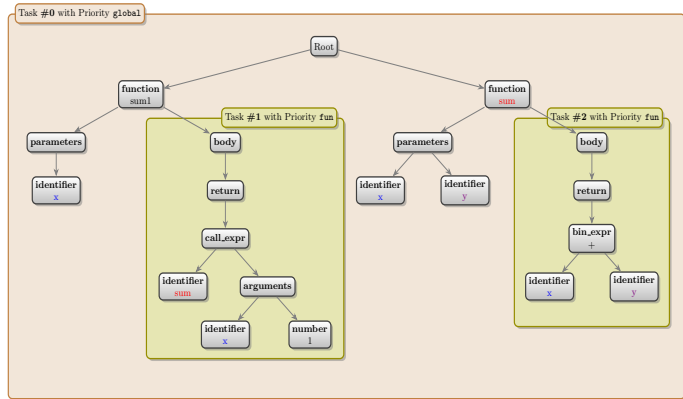 Task #0 with Priority global
Root
function
sum1
function
sum
Task #1 with Priority fun
Task #2 with Priority fun
parameters
body
parameters
body
identifier
x
return
identifier
x
identifier
y
return
call_expr
bin_expr
+
identifier
sum
arguments
identifier
x
identifier
y
identifier
x
number
1